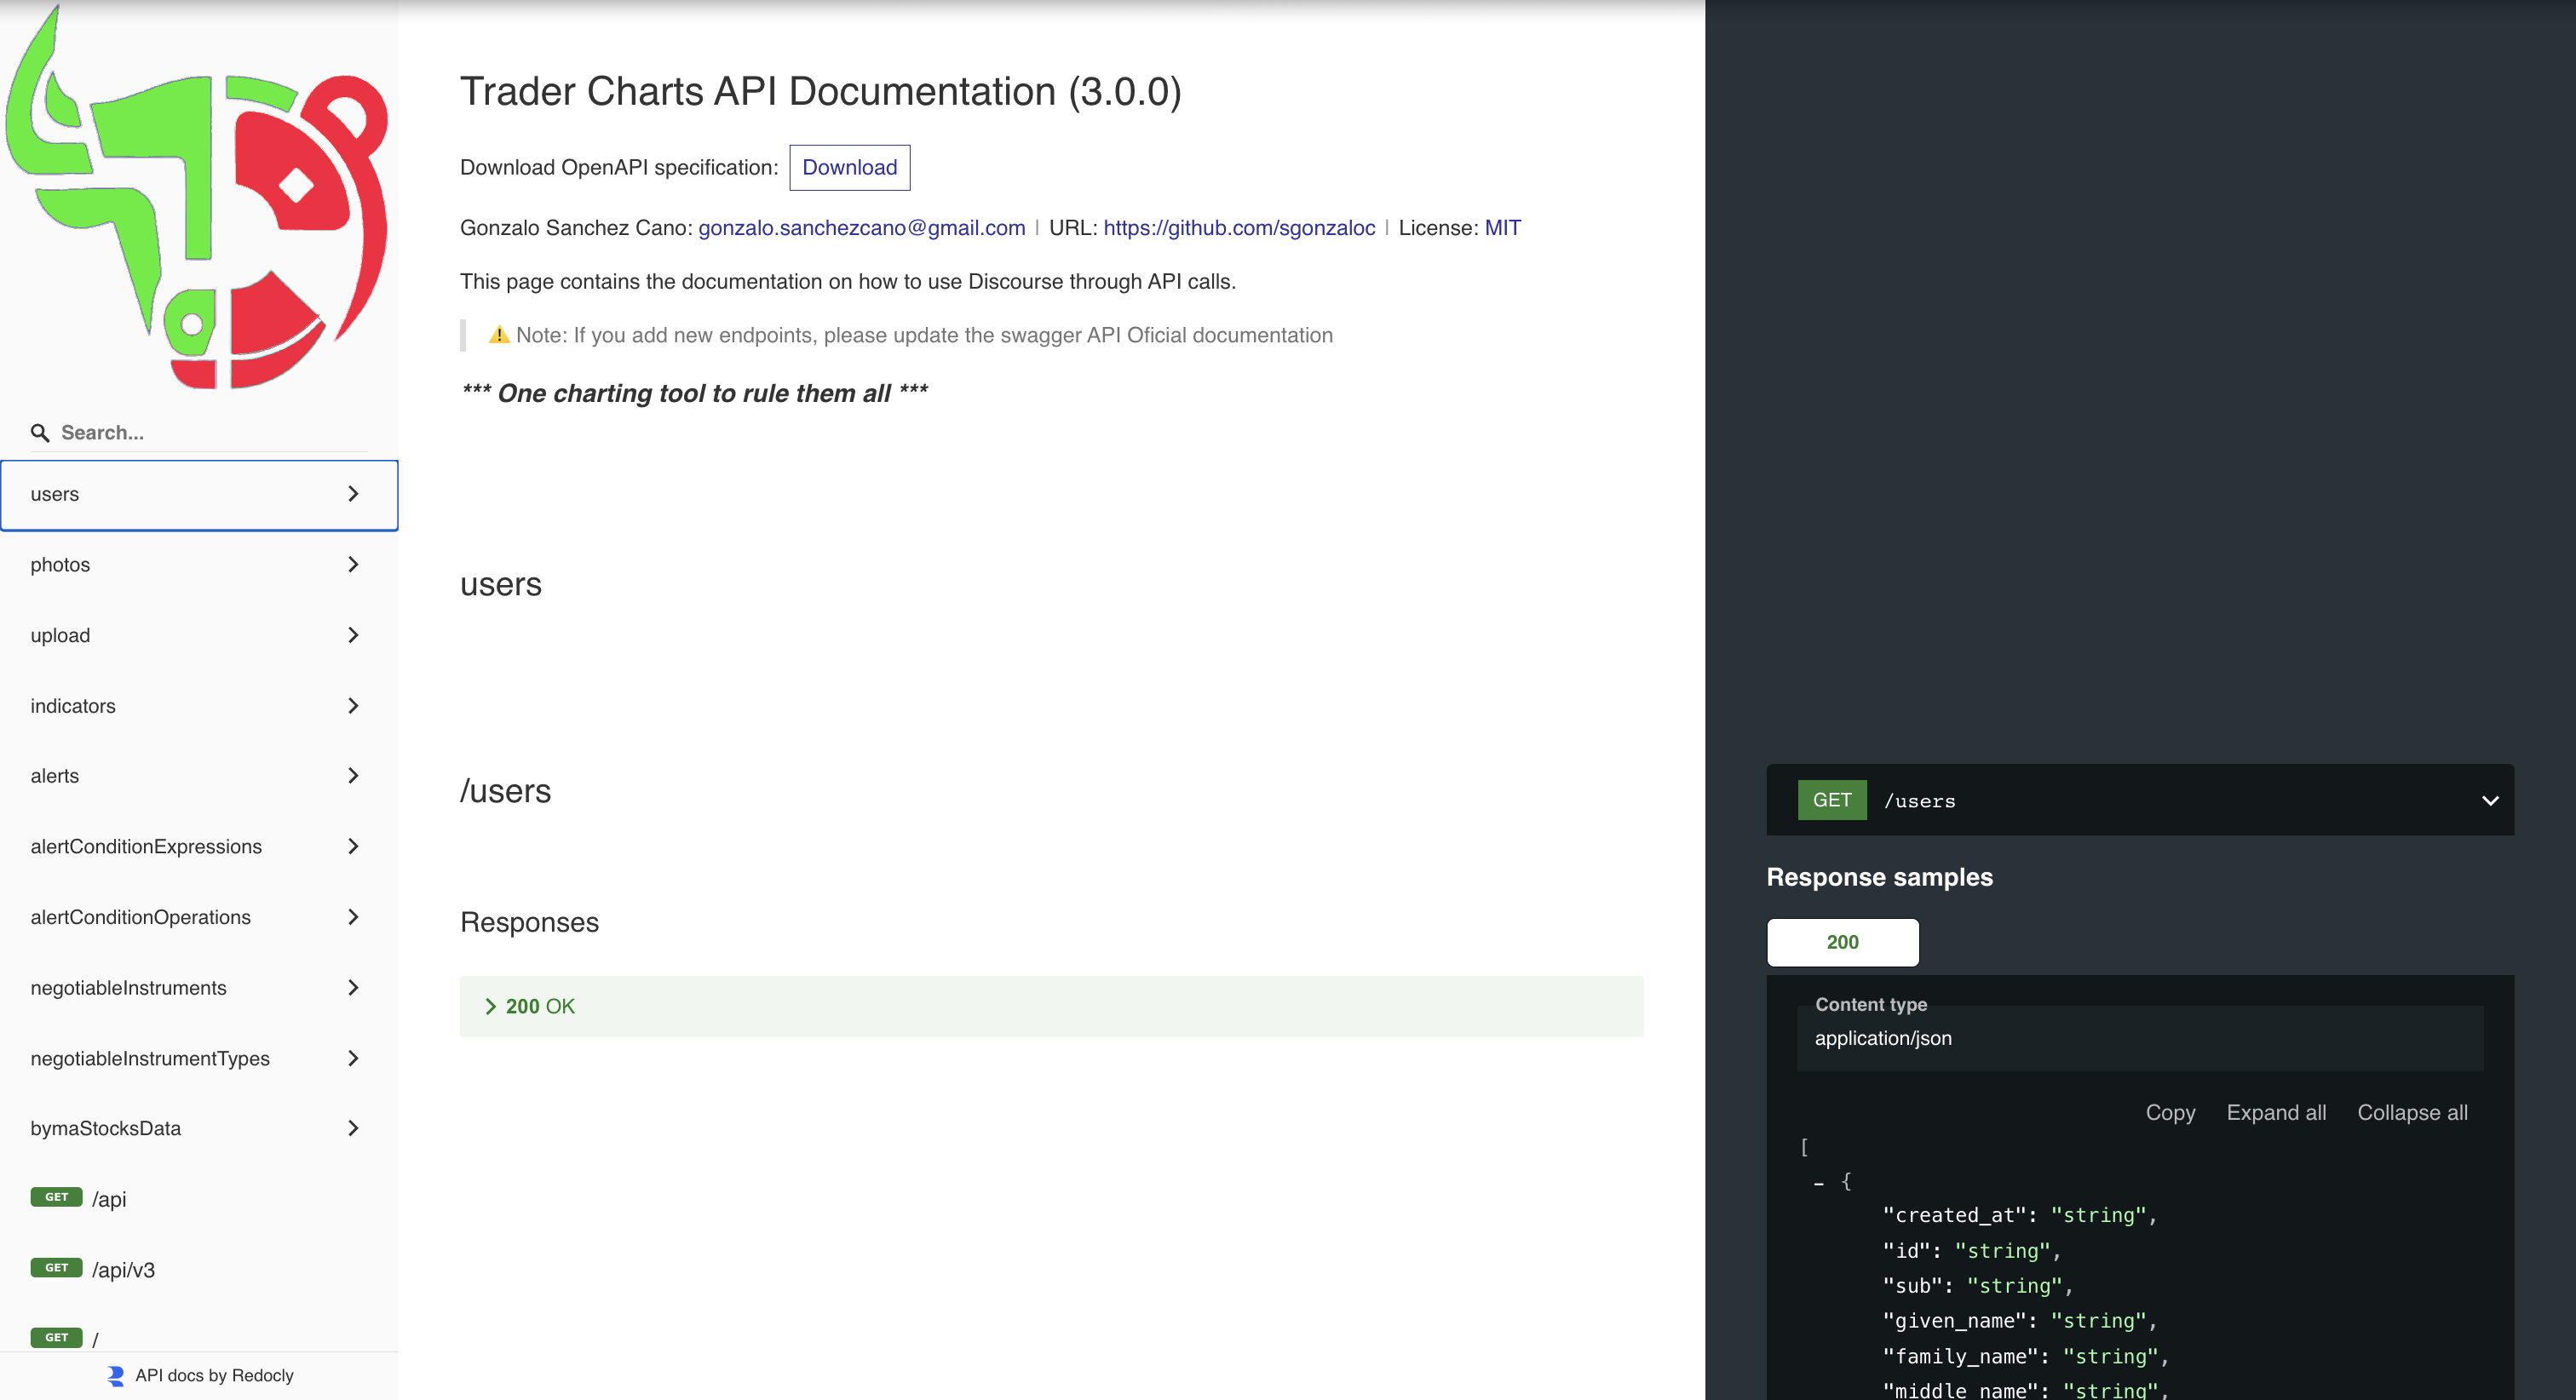 Search...
users
photos
upload
indicators
alerts
alertConditionExpressions
alertConditionOperations
negotiableInstruments
negotiableInstrumentTypes
bymaStocksData
GET /api
GET /api/v3
GET /
API docs by Redocly
Trader Charts API Documentation (3.0.0)
Download OpenAPI specification: Download
Gonzalo Sanchez Cano: gonzalo.sanchezcano@gmail.com | URL: https://github.com/sgonzaloc | License: MIT
This page contains the documentation on how to use Discourse through API calls.
⚠️ Note: If you add new endpoints, please update the swagger API Oficial documentation
*** One charting tool to rule them all ***
users
/users
Responses
200 OK
GET /users
Response samples
200
Content type
application/json
Copy Expand all Collapse all
[
- {
"created_at": "string",
"id": "string",
"sub": "string",
"given_name": "string",
"family_name": "string",
"middle_name": "string",